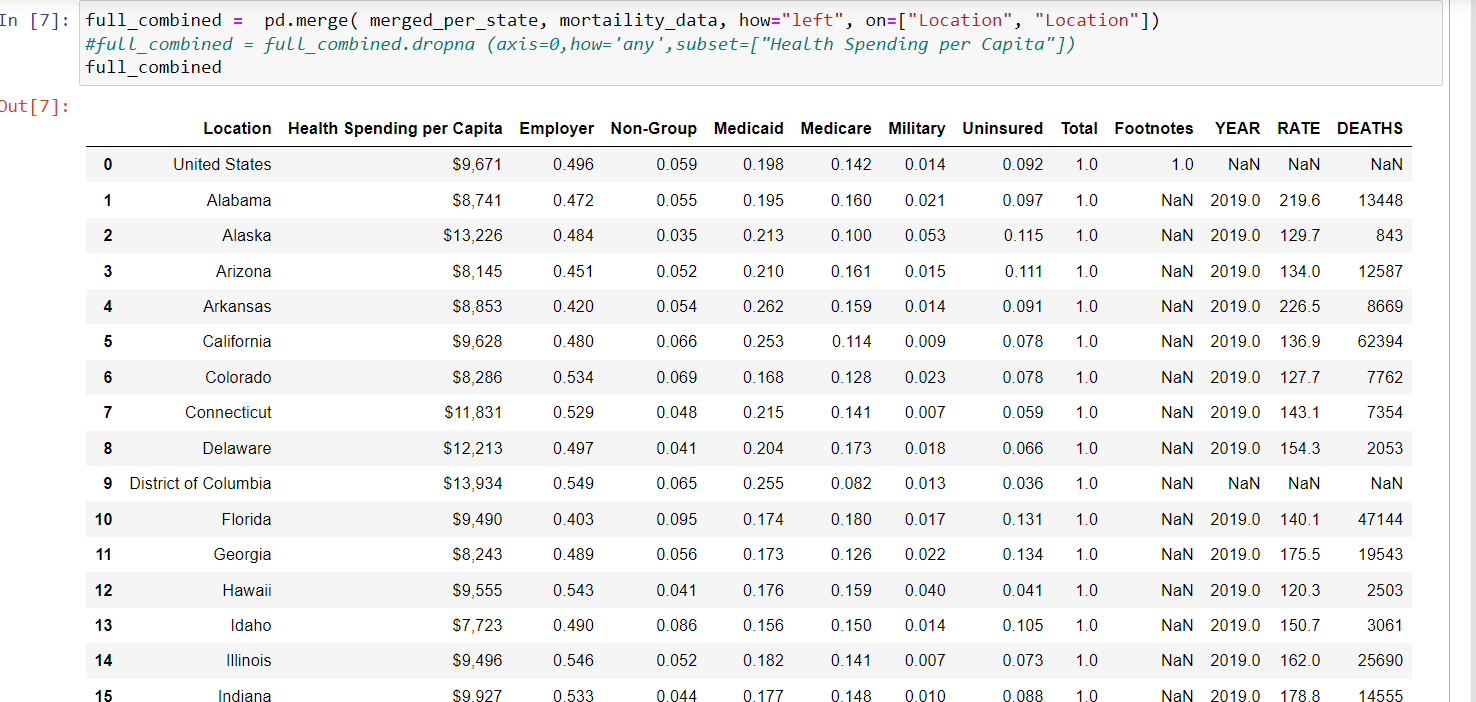 In [7]: full_combined =  pd.merge( merged_per_state, mortaility_data, how="left", on=["Location", "Location"])
#full_combined = full_combined.dropna (axis=0,how='any',subset=["Health Spending per Capita"])
full_combined
Out[7]:
Location Health Spending per Capita Employer Non-Group Medicaid Medicare Military Uninsured Total Footnotes YEAR RATE DEATHS
0 United States $9,671 0.496 0.059 0.198 0.142 0.014 0.092 1.0 1.0 NaN NaN NaN
1 Alabama $8,741 0.472 0.055 0.195 0.160 0.021 0.097 1.0 NaN 2019.0 219.6 13448
2 Alaska $13,226 0.484 0.035 0.213 0.100 0.053 0.115 1.0 NaN 2019.0 129.7 843
3 Arizona $8,145 0.451 0.052 0.210 0.161 0.015 0.111 1.0 NaN 2019.0 134.0 12587
4 Arkansas $8,853 0.420 0.054 0.262 0.159 0.014 0.091 1.0 NaN 2019.0 226.5 8669
5 California $9,628 0.480 0.066 0.253 0.114 0.009 0.078 1.0 NaN 2019.0 136.9 62394
6 Colorado $8,286 0.534 0.069 0.168 0.128 0.023 0.078 1.0 NaN 2019.0 127.7 7762
7 Connecticut $11,831 0.529 0.048 0.215 0.141 0.007 0.059 1.0 NaN 2019.0 143.1 7354
8 Delaware $12,213 0.497 0.041 0.204 0.173 0.018 0.066 1.0 NaN 2019.0 154.3 2053
9 District of Columbia $13,934 0.549 0.065 0.255 0.082 0.013 0.036 1.0 NaN NaN NaN NaN
10 Florida $9,490 0.403 0.095 0.174 0.180 0.017 0.131 1.0 NaN 2019.0 140.1 47144
11 Georgia $8,243 0.489 0.056 0.173 0.126 0.022 0.134 1.0 NaN 2019.0 175.5 19543
12 Hawaii $9,555 0.543 0.041 0.176 0.159 0.040 0.041 1.0 NaN 2019.0 120.3 2503
13 Idaho $7,723 0.490 0.086 0.156 0.150 0.014 0.105 1.0 NaN 2019.0 150.7 3061
14 Illinois $9,496 0.546 0.052 0.182 0.141 0.007 0.073 1.0 NaN 2019.0 162.0 25690
15 Indiana $9,927 0.533 0.044 0.177 0.148 0.010 0.088 1.0 NaN 2019.0 178.8 14555